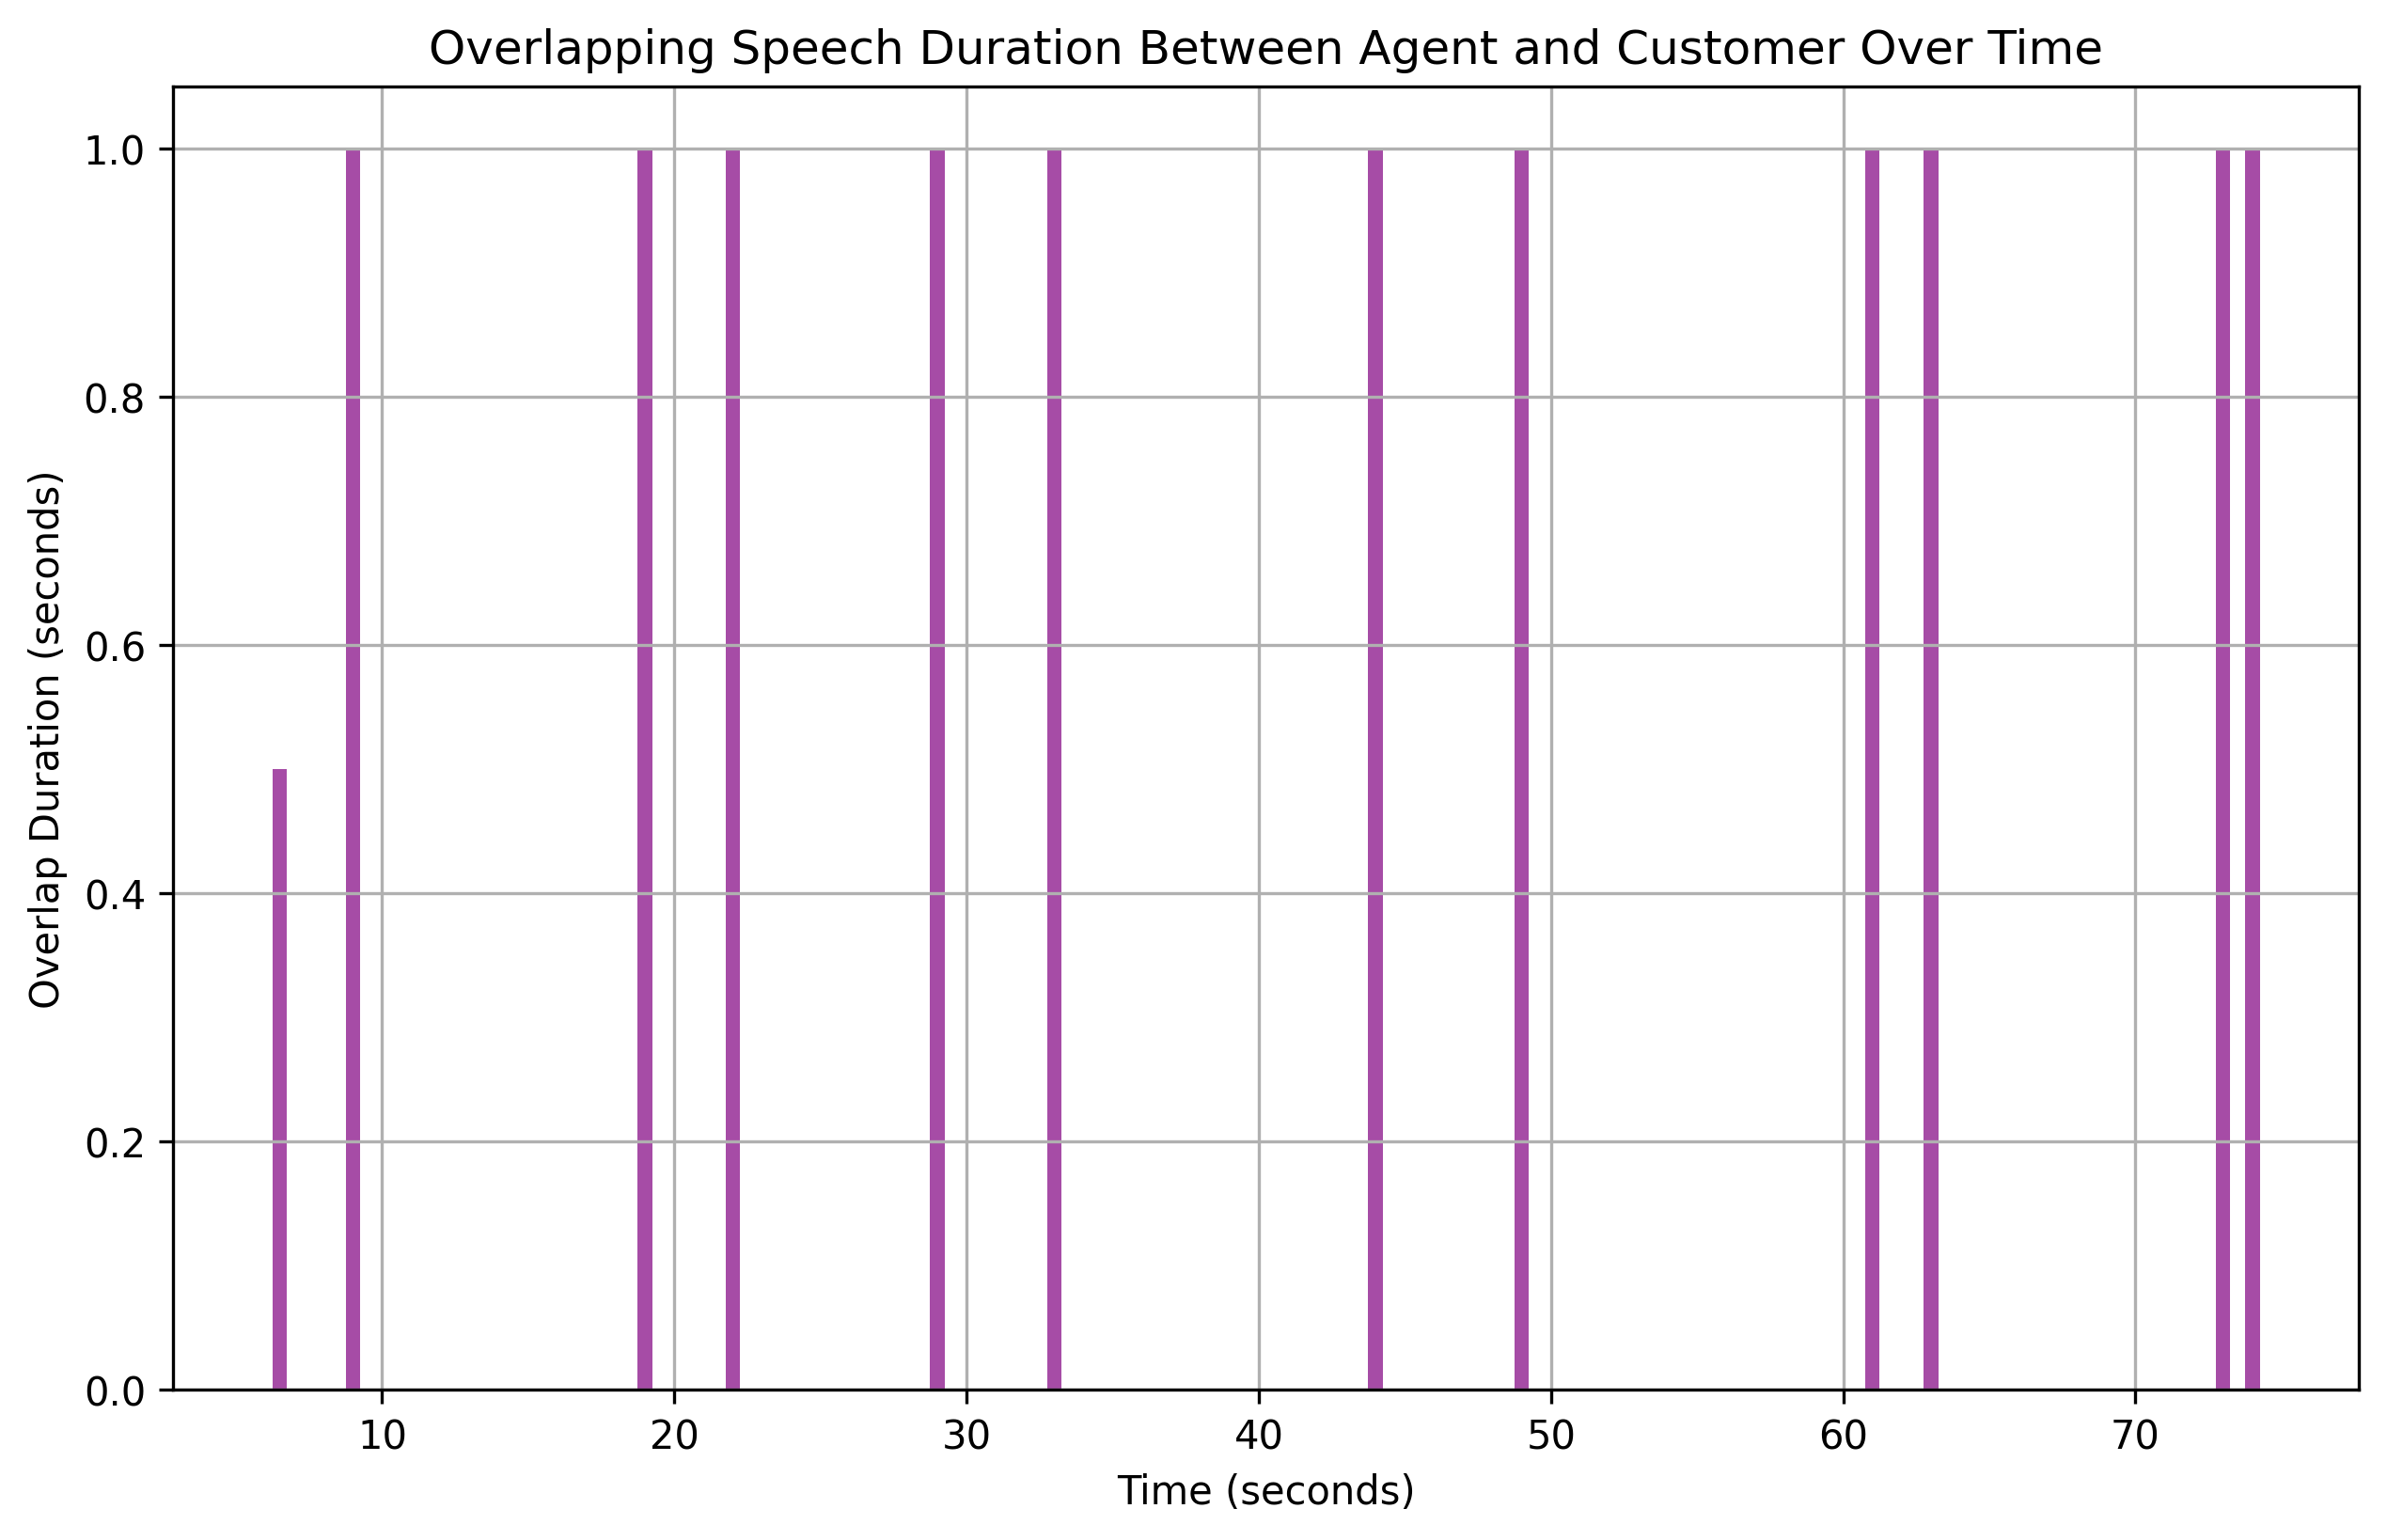 Overlapping Speech Duration Between Agent and Customer Over Time
Overlap Duration (seconds)
1.0
0.8
0.6
0.4
0.2
0.0
10 20 30 40 50 60 70
Time (seconds)